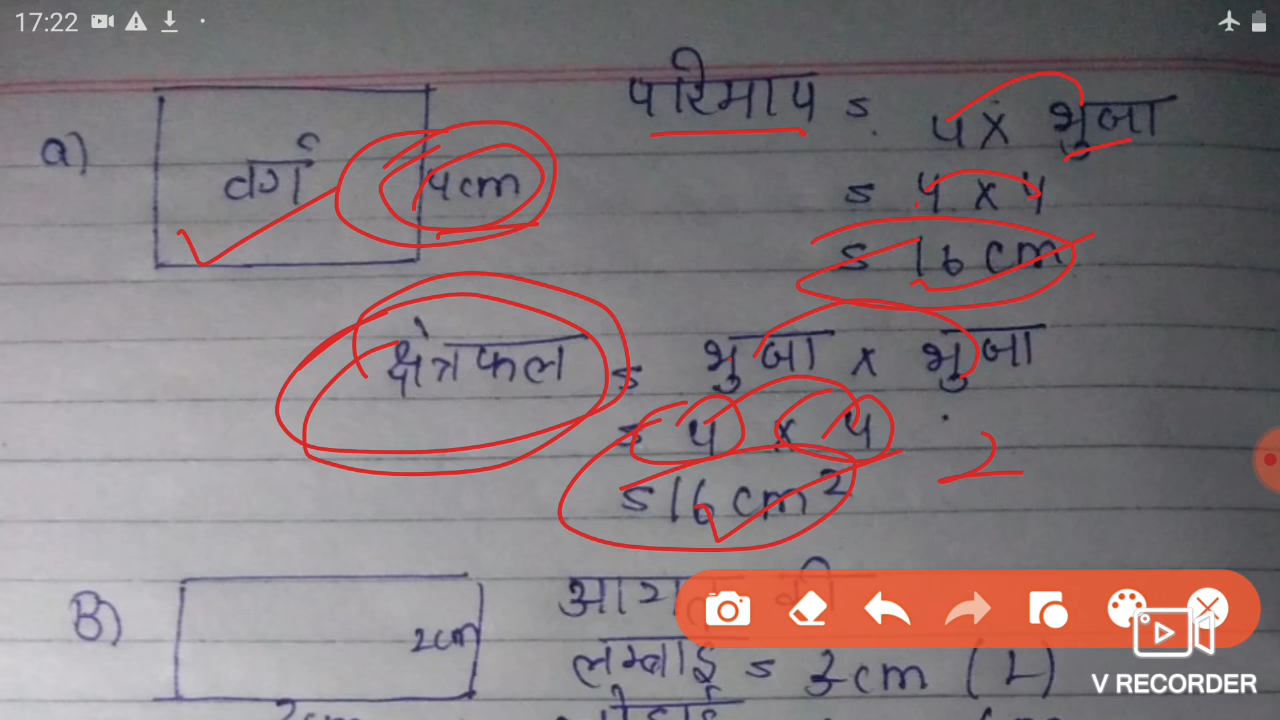 17:22
a) वर्ग 4cm
परिमाप = 4 x भुजा
= 4 x 4
= 16 cm
क्षेत्रफल = भुजा x भुजा
= 4 x 4
= 16 cm²
2
B) 2cm
लम्बाई = 3cm (L)
V RECORDER